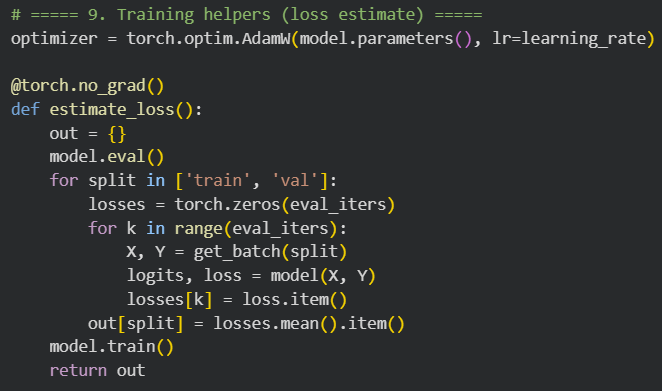 # ===== 9. Training helpers (loss estimate) =====
optimizer = torch.optim.AdamW(model.parameters(), lr=learning_rate)

@torch.no_grad()
def estimate_loss():
    out = {}
    model.eval()
    for split in ['train', 'val']:
        losses = torch.zeros(eval_iters)
        for k in range(eval_iters):
            X, Y = get_batch(split)
            logits, loss = model(X, Y)
            losses[k] = loss.item()
        out[split] = losses.mean().item()
    model.train()
    return out